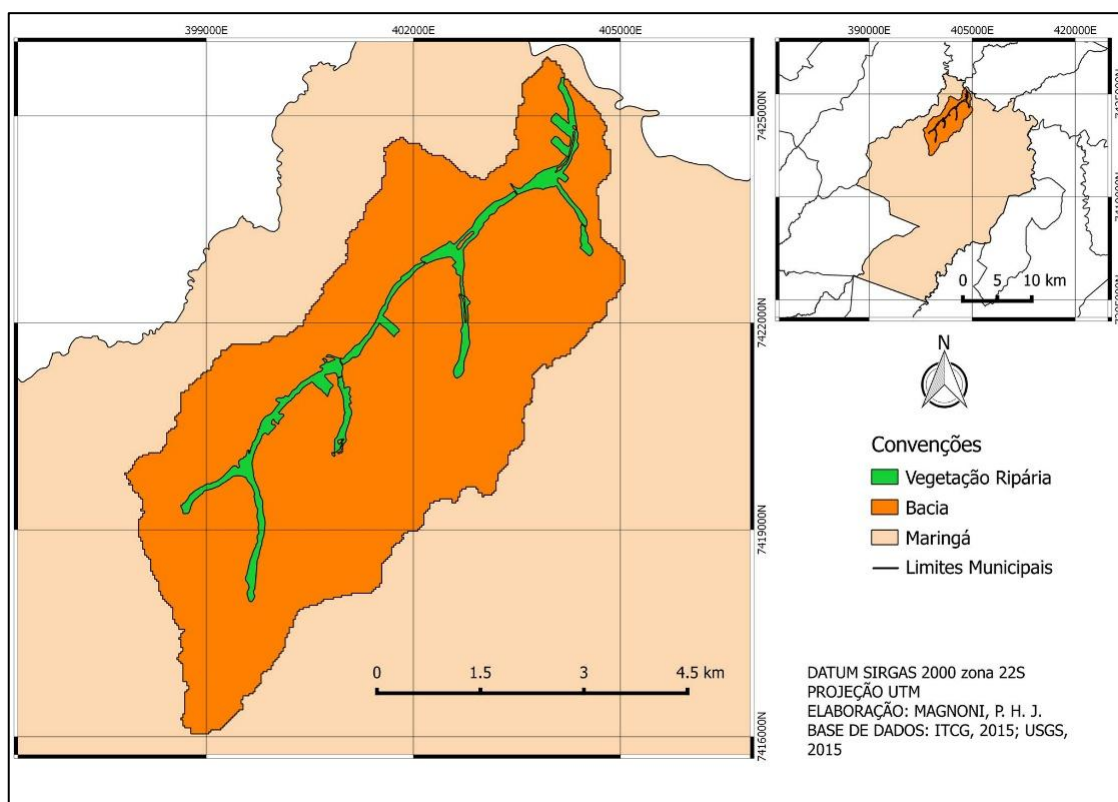 399000E
402000E
405000E
7425000N
7422000N
7419000N
7416000N
0 1.5 3 4.5 km
390000E
405000E
420000E
0 5 10 km
N
Convenções
Vegetação Ripária
Bacia
Maringá
Limites Municipais
DATUM SIRGAS 2000 zona 22S
PROJEÇÃO UTM
ELABORAÇÃO: MAGNONI, P. H. J.
BASE DE DADOS: ITCG, 2015; USGS,
2015